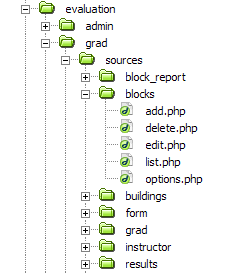 evaluation
admin
grad
sources
block_report
blocks
add.php
delete.php
edit.php
list.php
options.php
buildings
form
grad
instructor
results